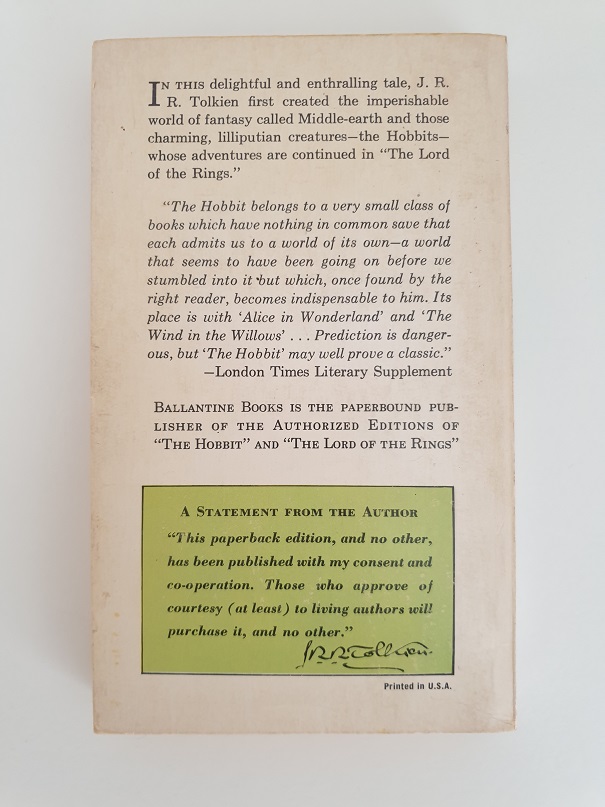 IN THIS delightful and enthralling tale, J. R.
R. Tolkien first created the imperishable
world of fantasy called Middle-earth and those
charming, lilliputian creatures—the Hobbits—
whose adventures are continued in "The Lord
of the Rings."
"The Hobbit belongs to a very small class of
books which have nothing in common save that
each admits us to a world of its own—a world
that seems to have been going on before we
stumbled into it but which, once found by the
right reader, becomes indispensable to him. Its
place is with 'Alice in Wonderland' and 'The
Wind in the Willows' . . . Prediction is danger-
ous, but 'The Hobbit' may well prove a classic."
—London Times Literary Supplement
BALLANTINE BOOKS IS THE PAPERBOUND PUB-
LISHER OF THE AUTHORIZED EDITIONS OF
"THE HOBBIT" AND "THE LORD OF THE RINGS"
A STATEMENT FROM THE AUTHOR
"This paperback edition, and no other,
has been published with my consent and
co-operation. Those who approve of
courtesy (at least) to living authors will
purchase it, and no other."
J.R.R. Tolkien.
Printed in U.S.A.